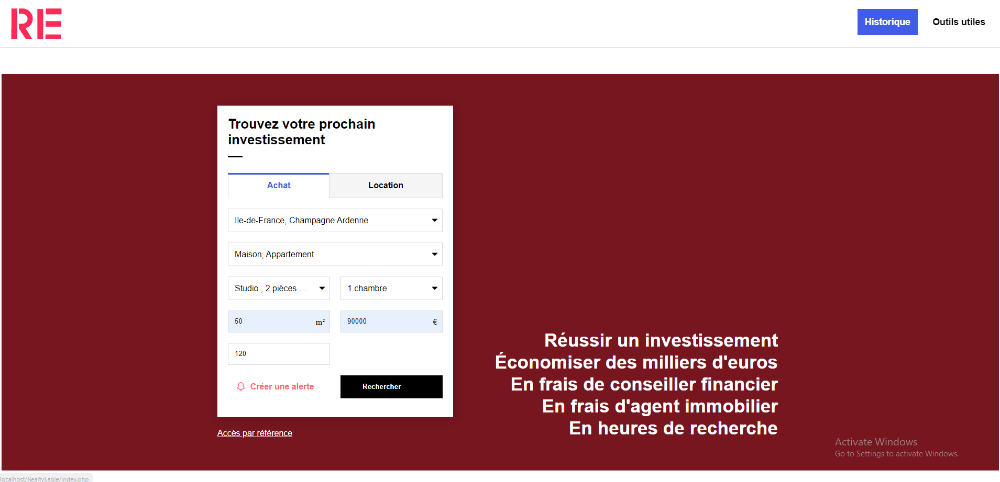 RE
Historique
Outils utiles
Trouvez votre prochain
investissement
Achat
Location
Ile-de-France, Champagne Ardenne
Maison, Appartement
Studio , 2 pièces ...
1 chambre
50 m²
90000 €
120
Créer une alerte
Rechercher
Accès par référence
Réussir un investissement
Économiser des milliers d'euros
En frais de conseiller financier
En frais d'agent immobilier
En heures de recherche
Activate Windows
Go to Settings to activate Windows.
localhost/RealtyEagle/index.php